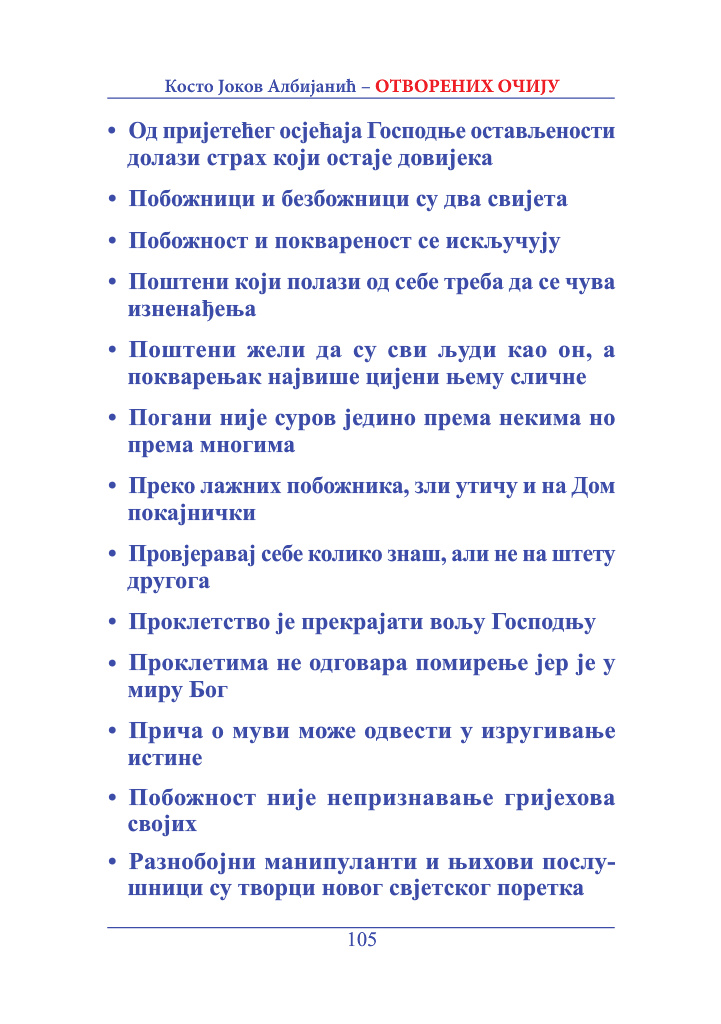 Косто Јоков Албијанић – ОТВОРЕНИХ ОЧИЈУ
• Од пријетећег осјећаја Господње остављености
долази страх који остаје довијека
• Побожници и безбожници су два свијета
• Побожност и поквареност се искључују
• Поштени који полази од себе треба да се чува
изненађења
• Поштени жели да су сви људи као он, а
покварењак највише цијени њему сличне
• Погани није суров једино према некима но
према многима
• Преко лажних побожника, зли утичу и на Дом
покајнички
• Провјеравај себе колико знаш, али не на штету
другога
• Проклетство је прекрајати вољу Господњу
• Проклетима не одговара помирење јер је у
миру Бог
• Прича о муви може одвести у изругивање
истине
• Побожност није непризнавање гријехова
својих
• Разнобојни манипуланти и њихови послу-
шници су творци новог свјетског поретка
105